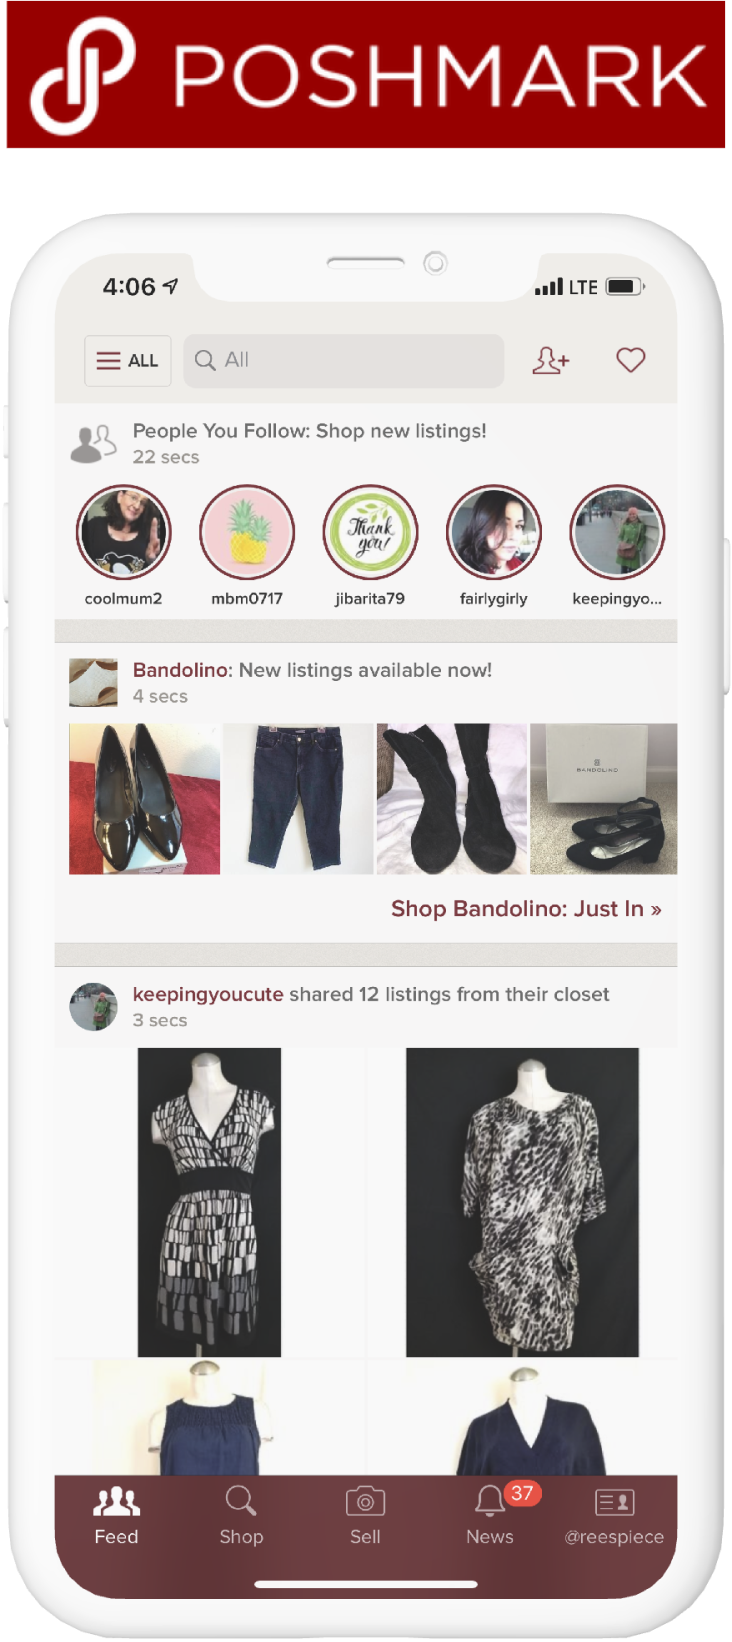 POSHMARK
4:06
LTE
ALL
All
People You Follow: Shop new listings!
22 secs
Thank
you!
coolmum2
mbm0717
jibarita79
fairlygirly
keepingyo...
Bandolino: New listings available now!
4 secs
BANDOLINO
Shop Bandolino: Just In »
keepingyoucute shared 12 listings from their closet
3 secs
37
Feed
Shop
Sell
News
@reespiece